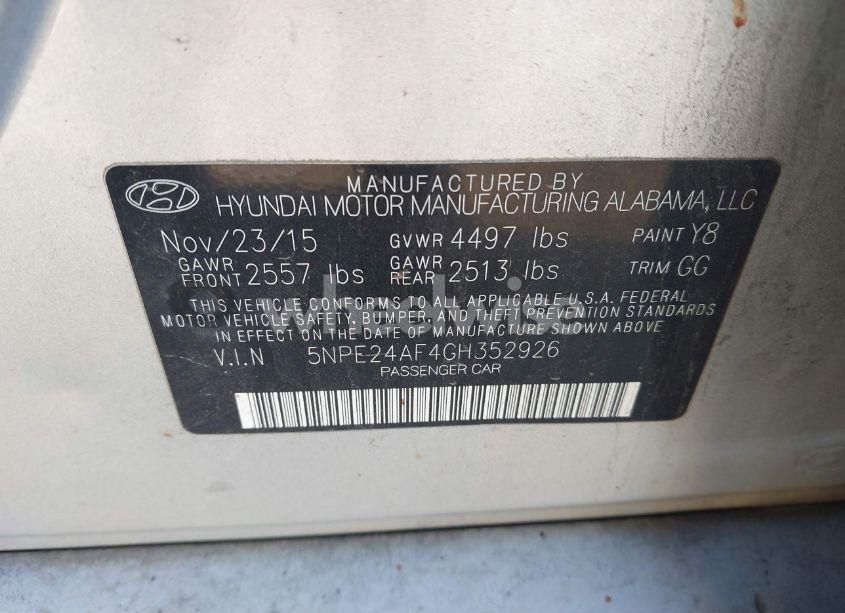 MANUFACTURED BY
HYUNDAI MOTOR MANUFACTURING ALABAMA, LLC
Nov/23/15 GVWR 4497 lbs PAINT Y8
GAWR FRONT 2557 lbs GAWR REAR 2513 lbs TRIM GG
THIS VEHICLE CONFORMS TO ALL APPLICABLE U.S.A. FEDERAL
MOTOR VEHICLE SAFETY, BUMPER, AND THEFT PREVENTION STANDARDS
IN EFFECT ON THE DATE OF MANUFACTURE SHOWN ABOVE
V.I.N 5NPE24AF4GH352926
PASSENGER CAR